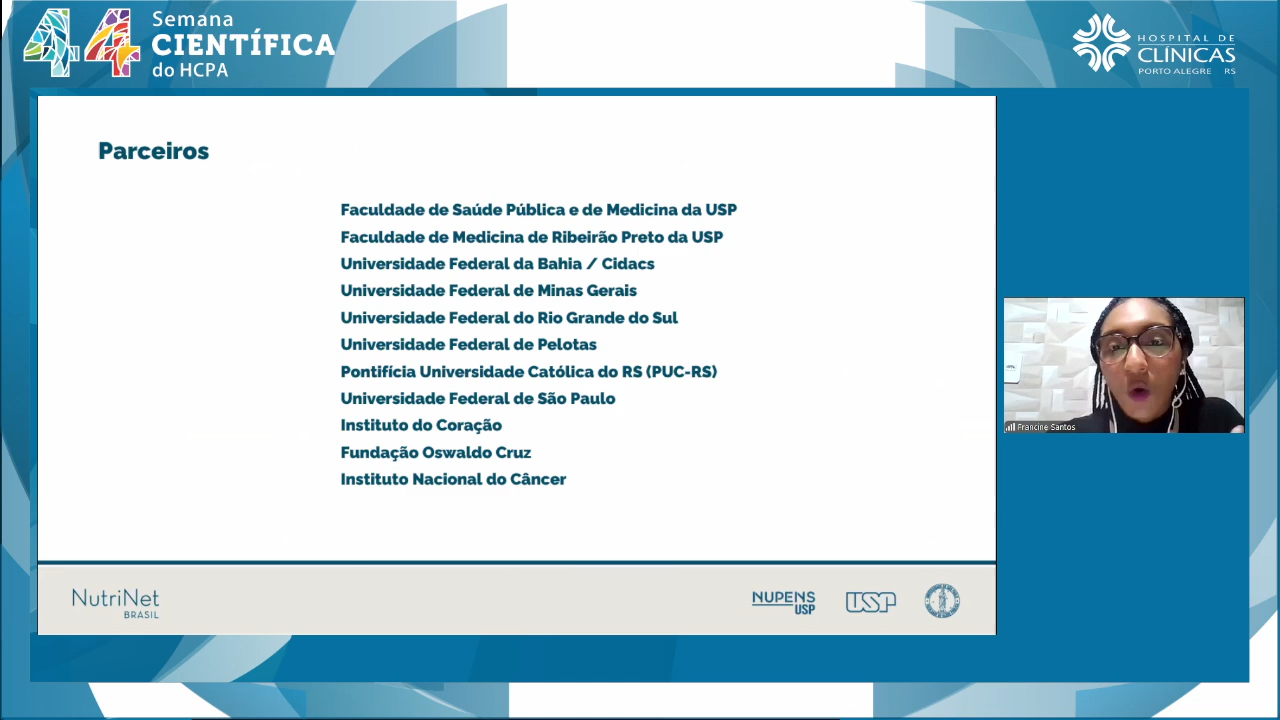 44
Semana
CIENTÍFICA
do HCPA
HOSPITAL DE
CLÍNICAS
PORTO ALEGRE RS
Parceiros
Faculdade de Saúde Pública e de Medicina da USP
Faculdade de Medicina de Ribeirão Preto da USP
Universidade Federal da Bahia / Cidacs
Universidade Federal de Minas Gerais
Universidade Federal do Rio Grande do Sul
Universidade Federal de Pelotas
Pontifícia Universidade Católica do RS (PUC-RS)
Universidade Federal de São Paulo
Instituto do Coração
Fundação Oswaldo Cruz
Instituto Nacional do Câncer
Francine Santos
NutriNet
BRASIL
NUPENS
USP
USP